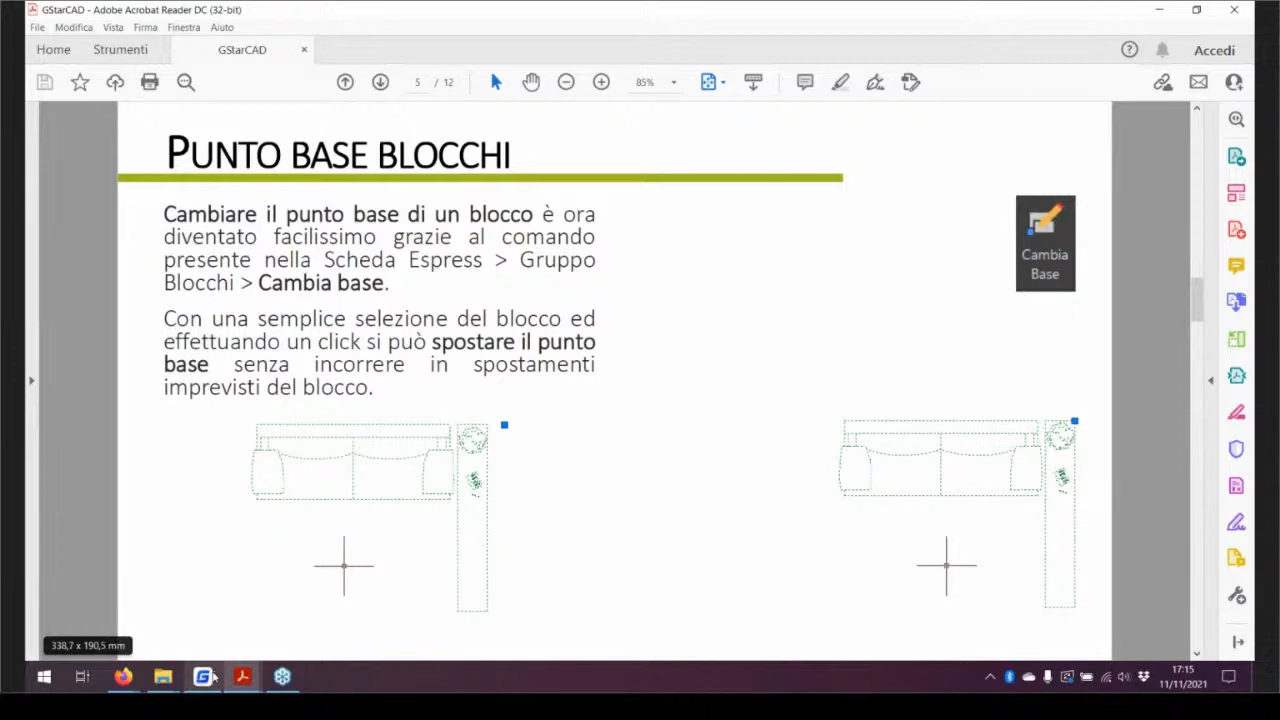 GStarCAD - Adobe Acrobat Reader DC (32-bit)
File Modifica Vista Firma Finestra Aiuto
Home Strumenti GStarCAD × Accedi
5 / 12 85%
PUNTO BASE BLOCCHI
Cambiare il punto base di un blocco è ora
diventato facilissimo grazie al comando
presente nella Scheda Espress > Gruppo
Blocchi > Cambia base.
Con una semplice selezione del blocco ed
effettuando un click si può spostare il punto
base senza incorrere in spostamenti
imprevisti del blocco.
Cambia
Base
338,7 x 190,5 mm
17:15
11/11/2021